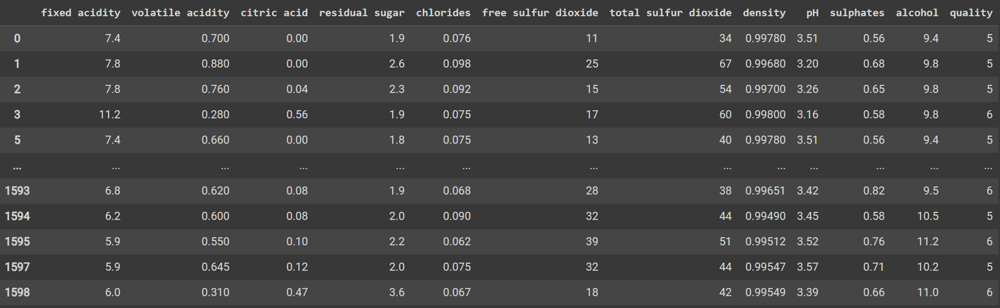 fixed acidity volatile acidity citric acid residual sugar chlorides free sulfur dioxide total sulfur dioxide density pH sulphates alcohol quality
0 7.4 0.700 0.00 1.9 0.076 11 34 0.99780 3.51 0.56 9.4 5
1 7.8 0.880 0.00 2.6 0.098 25 67 0.99680 3.20 0.68 9.8 5
2 7.8 0.760 0.04 2.3 0.092 15 54 0.99700 3.26 0.65 9.8 5
3 11.2 0.280 0.56 1.9 0.075 17 60 0.99800 3.16 0.58 9.8 6
5 7.4 0.660 0.00 1.8 0.075 13 40 0.99780 3.51 0.56 9.4 5
... ... ... ... ... ... ... ... ... ... ... ... ...
1593 6.8 0.620 0.08 1.9 0.068 28 38 0.99651 3.42 0.82 9.5 6
1594 6.2 0.600 0.08 2.0 0.090 32 44 0.99490 3.45 0.58 10.5 5
1595 5.9 0.550 0.10 2.2 0.062 39 51 0.99512 3.52 0.76 11.2 6
1597 5.9 0.645 0.12 2.0 0.075 32 44 0.99547 3.57 0.71 10.2 5
1598 6.0 0.310 0.47 3.6 0.067 18 42 0.99549 3.39 0.66 11.0 6